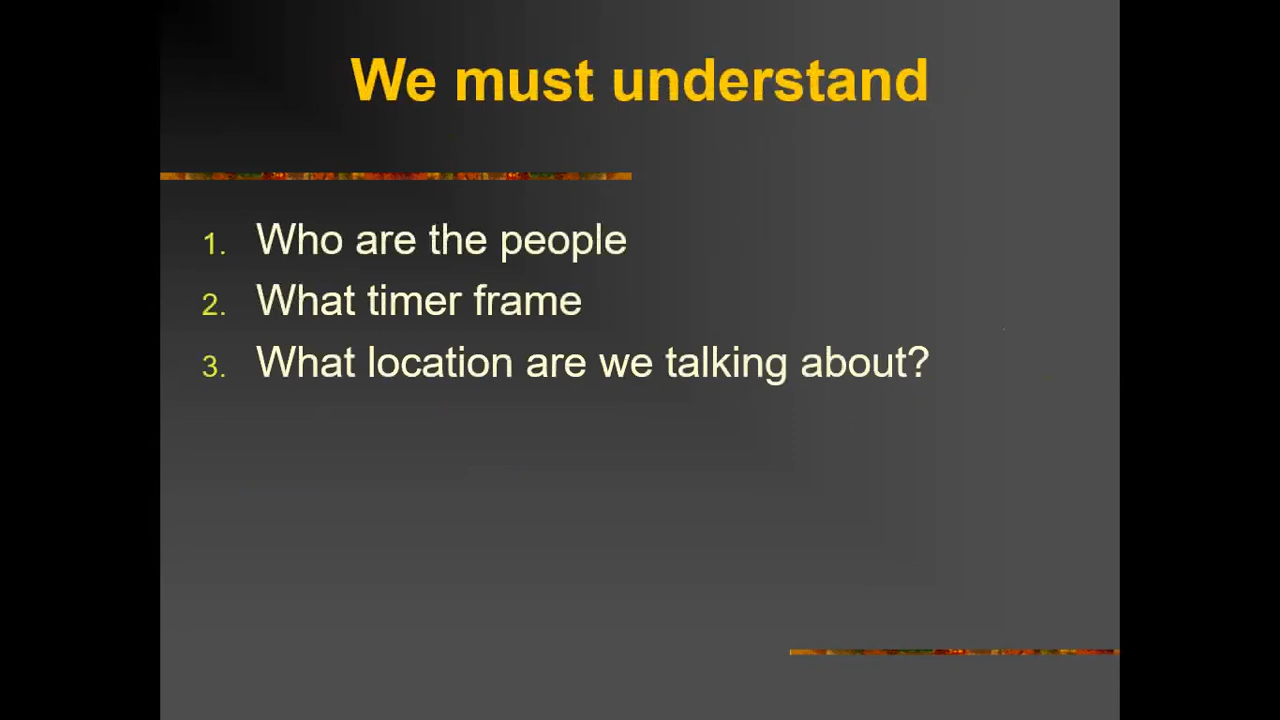 We must understand
1. Who are the people
2. What timer frame
3. What location are we talking about?